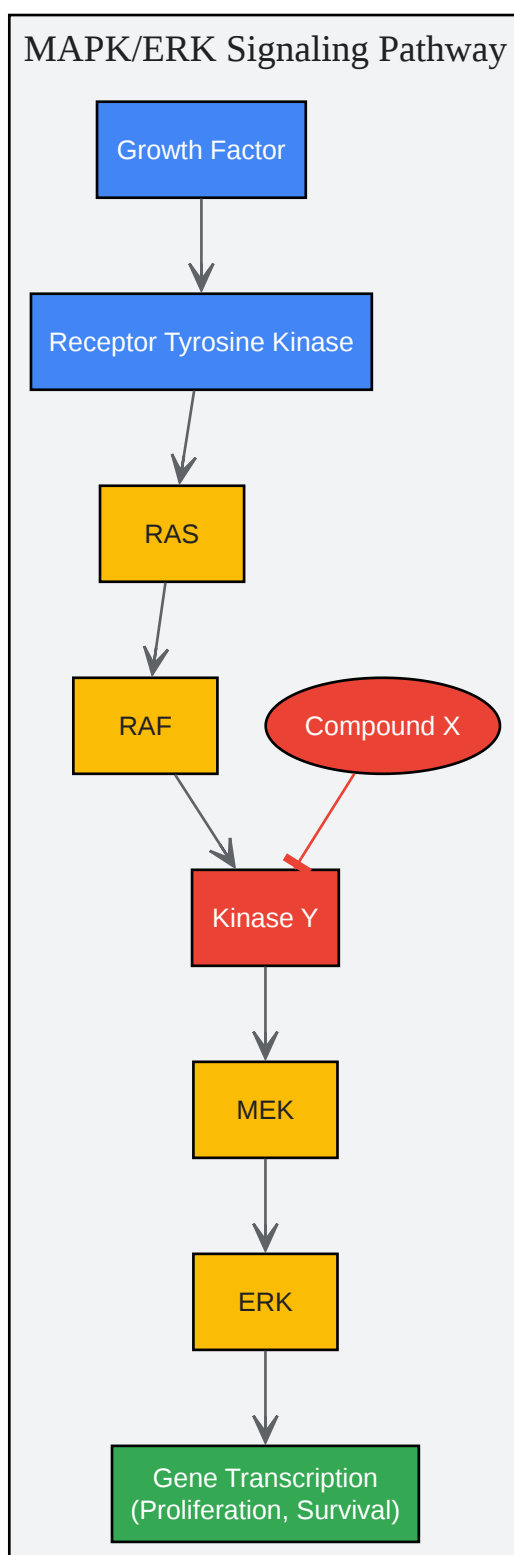 MAPK/ERK Signaling Pathway
Growth Factor
Receptor Tyrosine Kinase
RAS
RAF
Compound X
Kinase Y
MEK
ERK
Gene Transcription
(Proliferation, Survival)